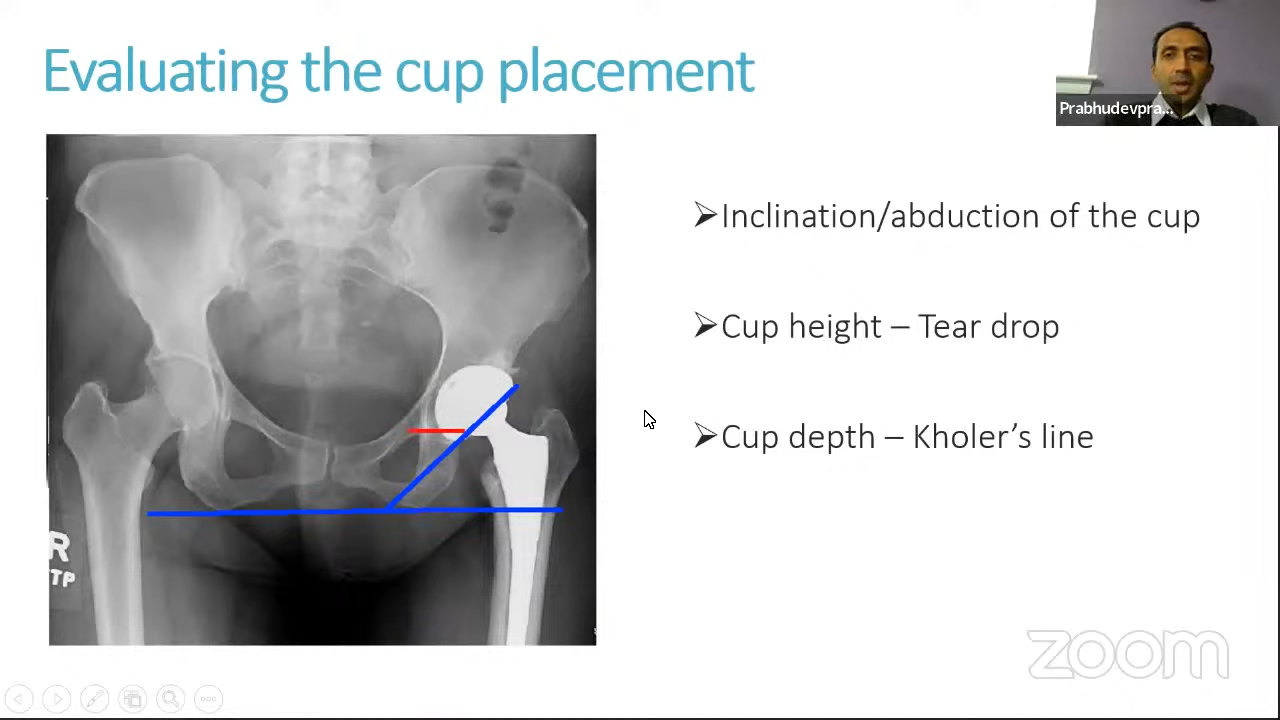 Evaluating the cup placement
Prabhudevpra...
➢Inclination/abduction of the cup
➢Cup height – Tear drop
➢Cup depth – Kholer’s line
R
TP
zoom